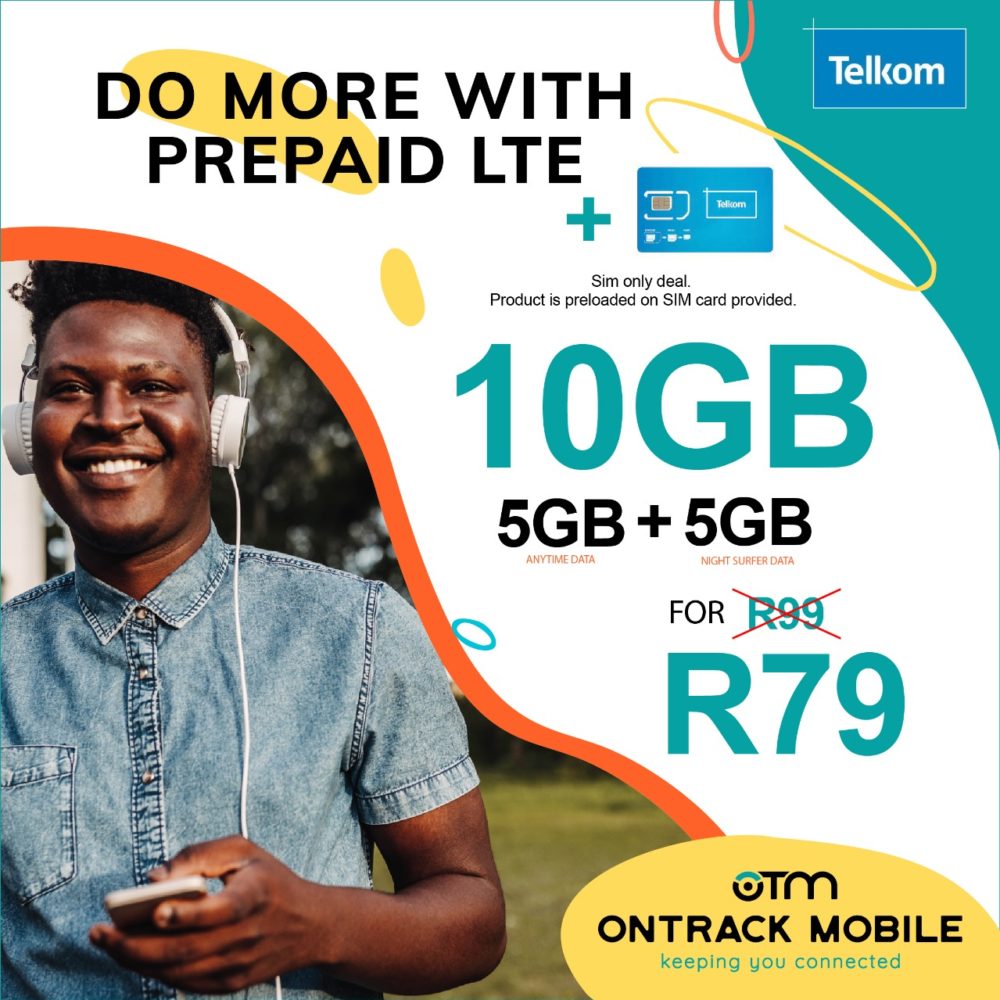 Telkom
DO MORE WITH
PREPAID LTE
+
Telkom
Sim only deal.
Product is preloaded on SIM card provided.
10GB
5GB + 5GB
ANYTIME DATA NIGHT SURFER DATA
FOR R99
R79
OTM
ONTRACK MOBILE
keeping you connected